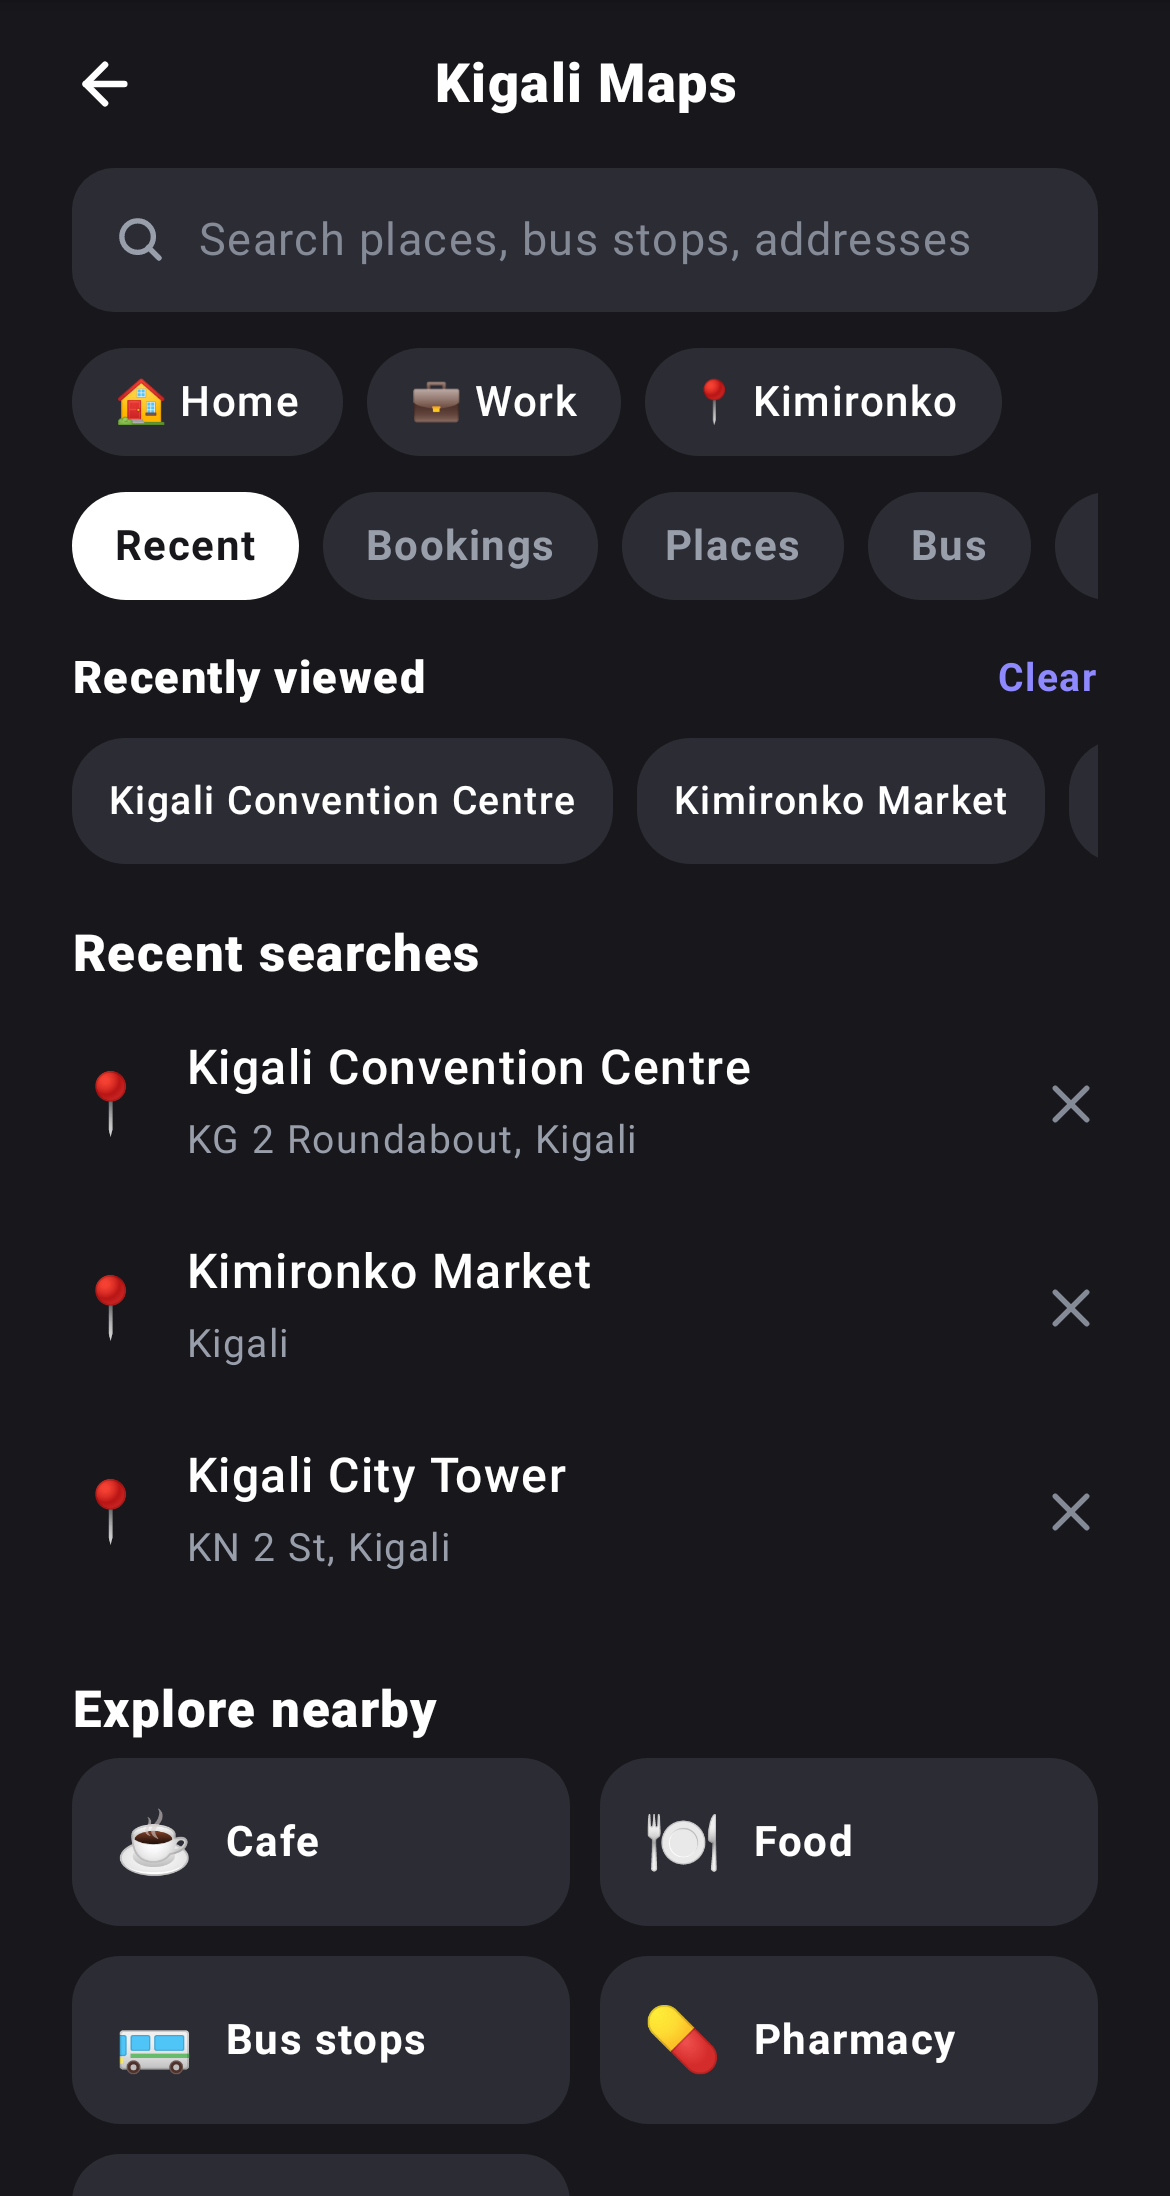 Kigali Maps
Search places, bus stops, addresses
Home
Work
Kimironko
Recent
Bookings
Places
Bus
Recently viewed
Clear
Kigali Convention Centre
Kimironko Market
Recent searches
Kigali Convention Centre
KG 2 Roundabout, Kigali
Kimironko Market
Kigali
Kigali City Tower
KN 2 St, Kigali
Explore nearby
Cafe
Food
Bus stops
Pharmacy